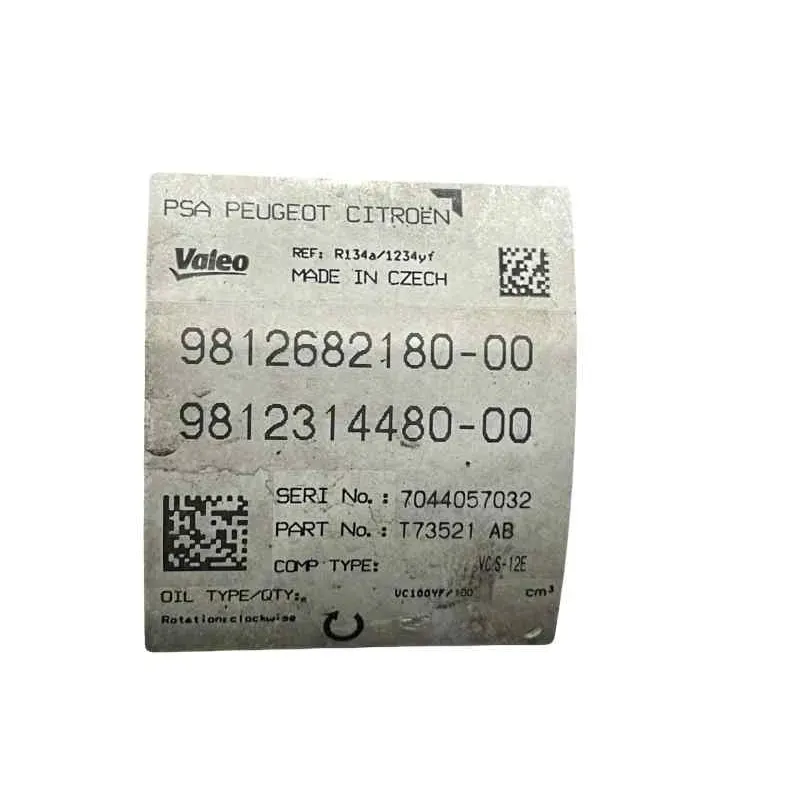 PSA PEUGEOT CITROËN
Valeo
REF: R134a/1234yf
MADE IN CZECH
9812682180-00
9812314480-00
SERI No.: 7044057032
PART No.: T73521 AB
COMP TYPE: VCS-12E
OIL TYPE/QTY: VC100YF/100 cm³
Rotation:clockwise